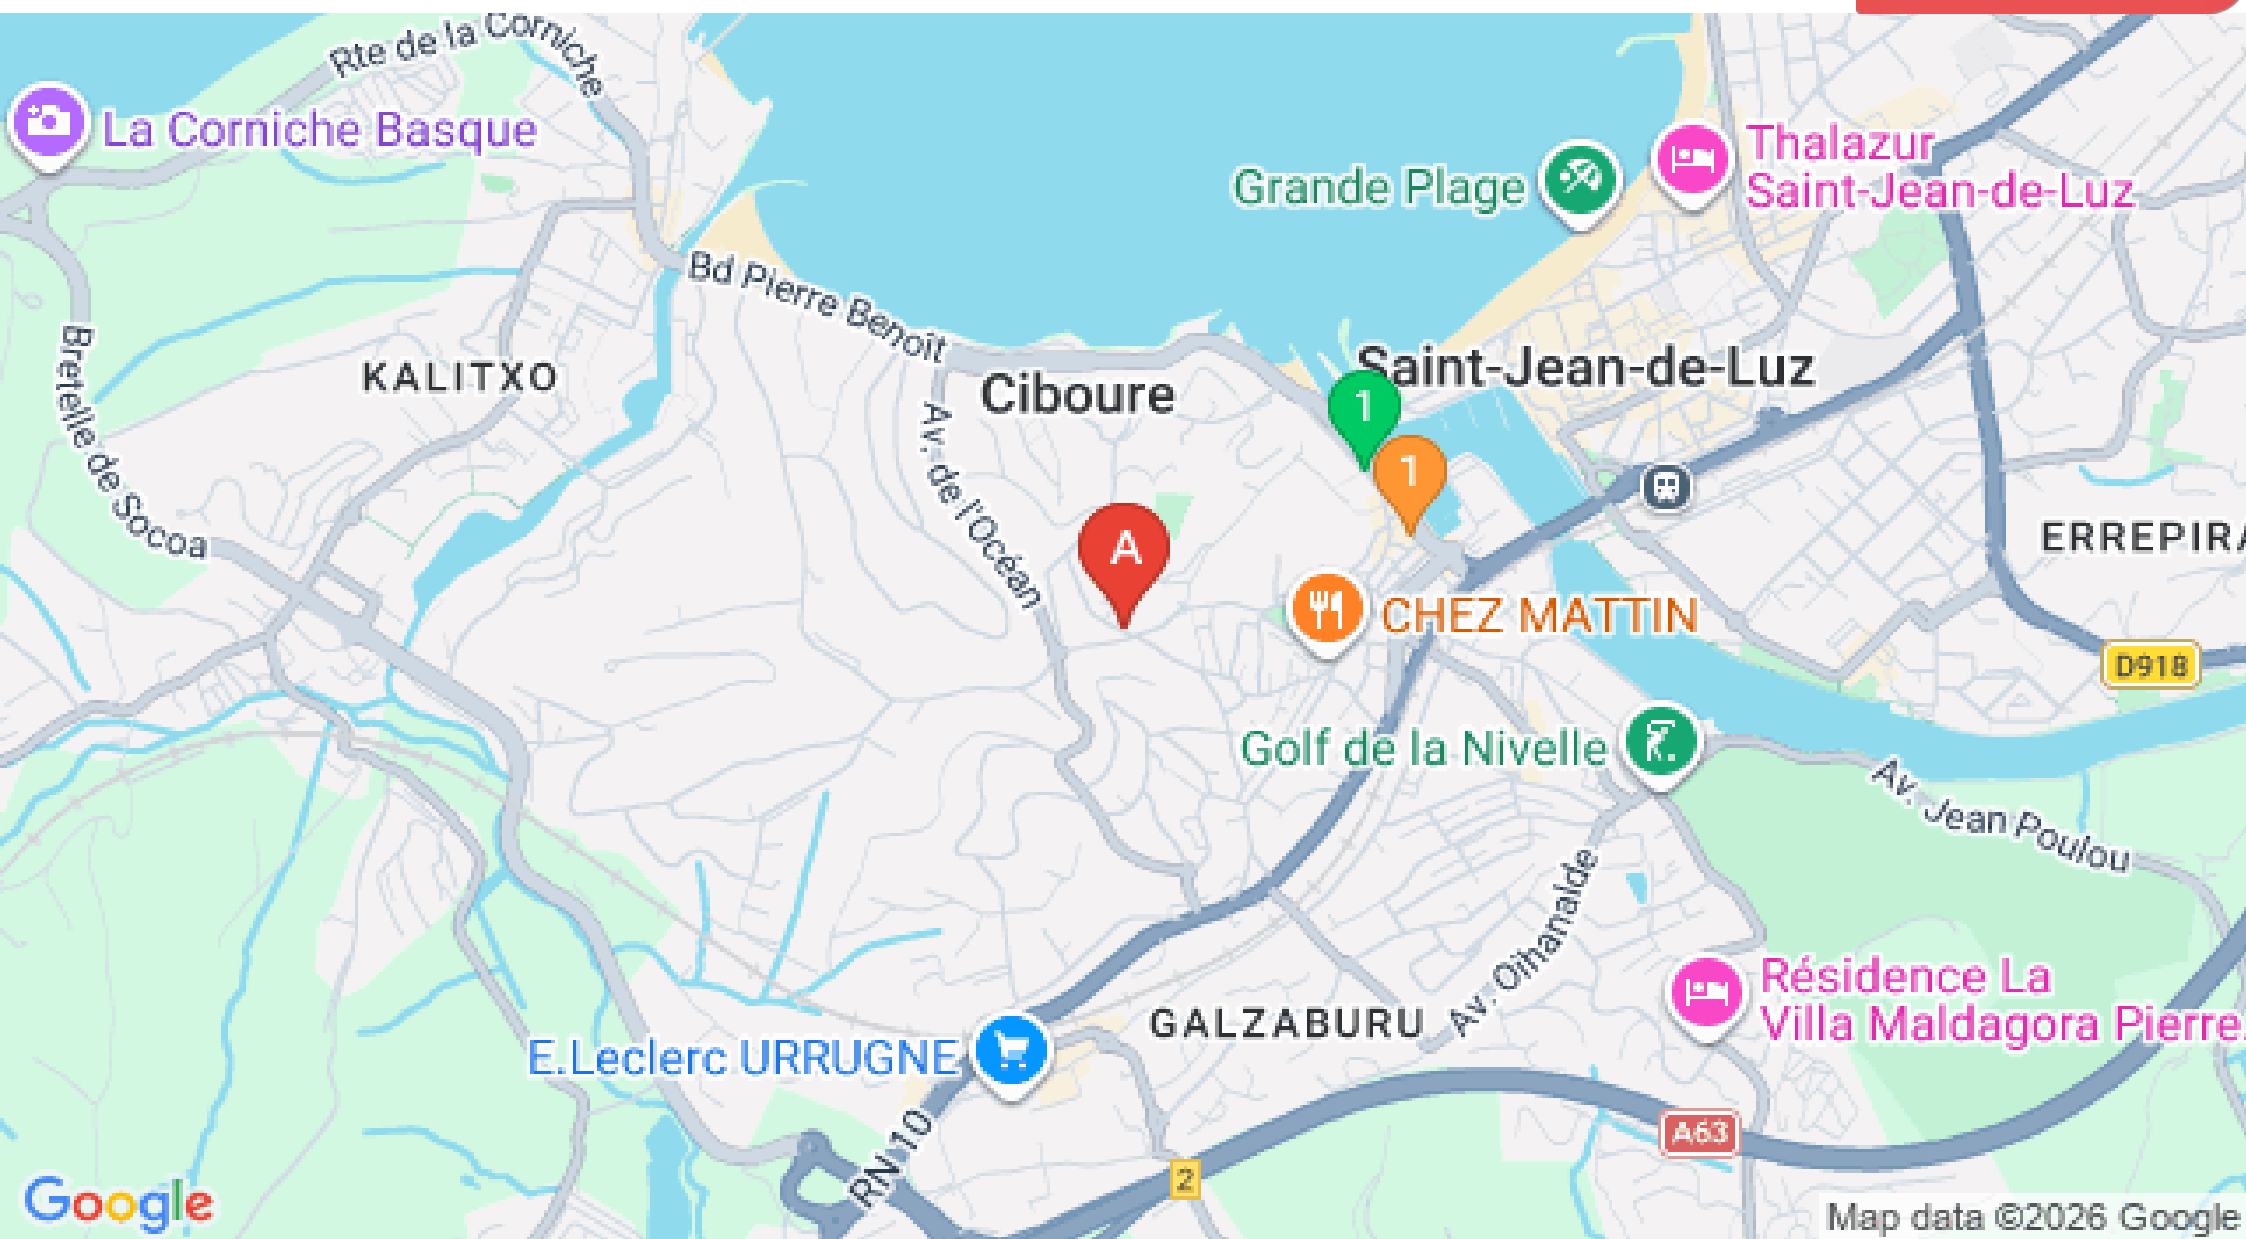 Rte de la Corniche
La Corniche Basque
Grande Plage
Thalazur
Saint-Jean-de-Luz
Bd Pierre Benoît
KALITXO
Ciboure
Saint-Jean-de-Luz
1
1
Bretelle de Socoa
Av. de l'Océan
A
ERREPIRA
CHEZ MATTIN
D918
Golf de la Nivelle
Av. Jean Poulou
Av. Oihanalde
Résidence La
Villa Maldagora Pierre.
GALZABURU
E.Leclerc URRUGNE
RN 10
A63
2
Google
Map data ©2026 Google